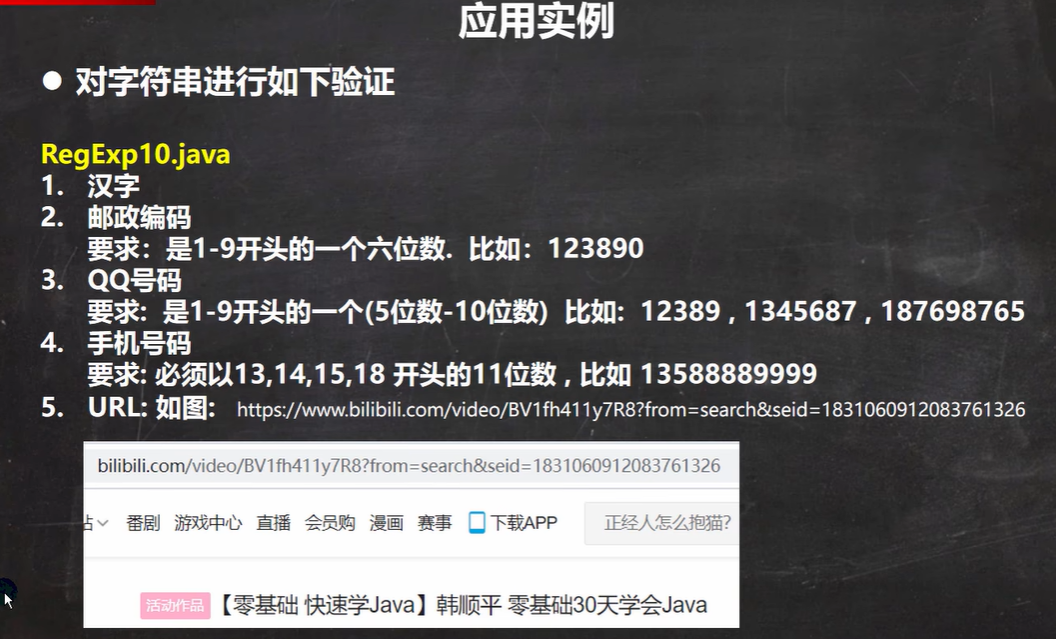 应用实例
● 对字符串进行如下验证
RegExp10.java
1. 汉字
2. 邮政编码
要求：是1-9开头的一个六位数. 比如：123890
3. QQ号码
要求: 是1-9开头的一个(5位数-10位数) 比如: 12389 , 1345687 , 187698765
4. 手机号码
要求: 必须以13,14,15,18 开头的11位数 , 比如 13588889999
5. URL: 如图: https://www.bilibili.com/video/BV1fh411y7R8?from=search&seid=1831060912083761326
bilibili.com/video/BV1fh411y7R8?from=search&seid=1831060912083761326
番剧 游戏中心 直播 会员购 漫画 赛事 下载APP 正经人怎么抱猫?
活动作品 【零基础 快速学Java】韩顺平 零基础30天学会Java